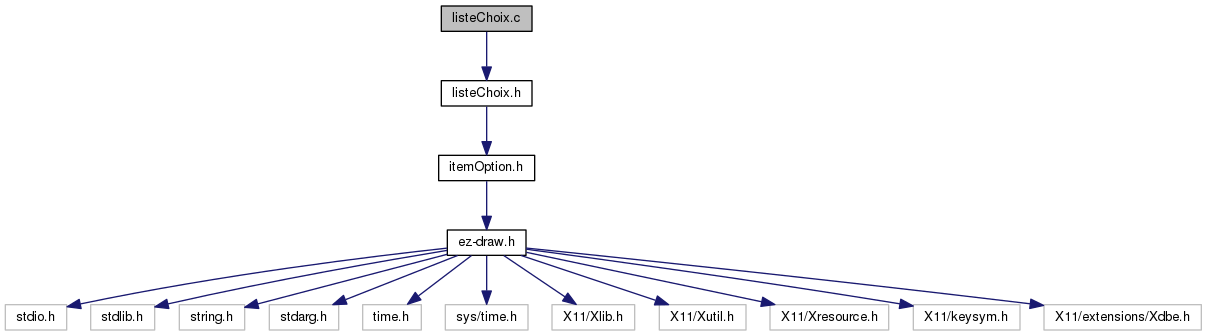 listeChoix.c
listeChoix.h
itemOption.h
ez-draw.h
stdio.h
stdlib.h
string.h
stdarg.h
time.h
sys/time.h
X11/Xlib.h
X11/Xutil.h
X11/Xresource.h
X11/keysym.h
X11/extensions/Xdbe.h